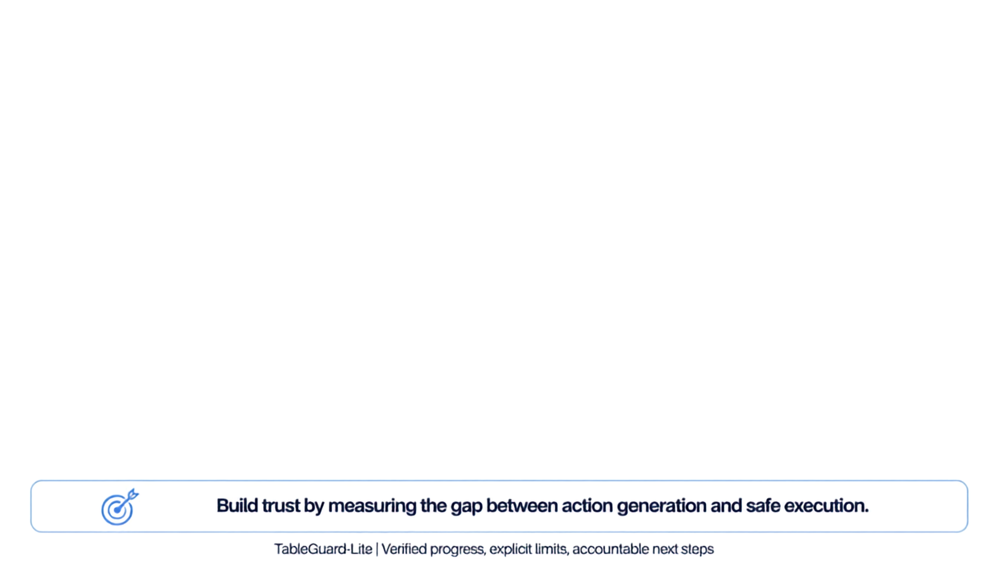 Build trust by measuring the gap between action generation and safe execution.
TableGuard-Lite | Verified progress, explicit limits, accountable next steps